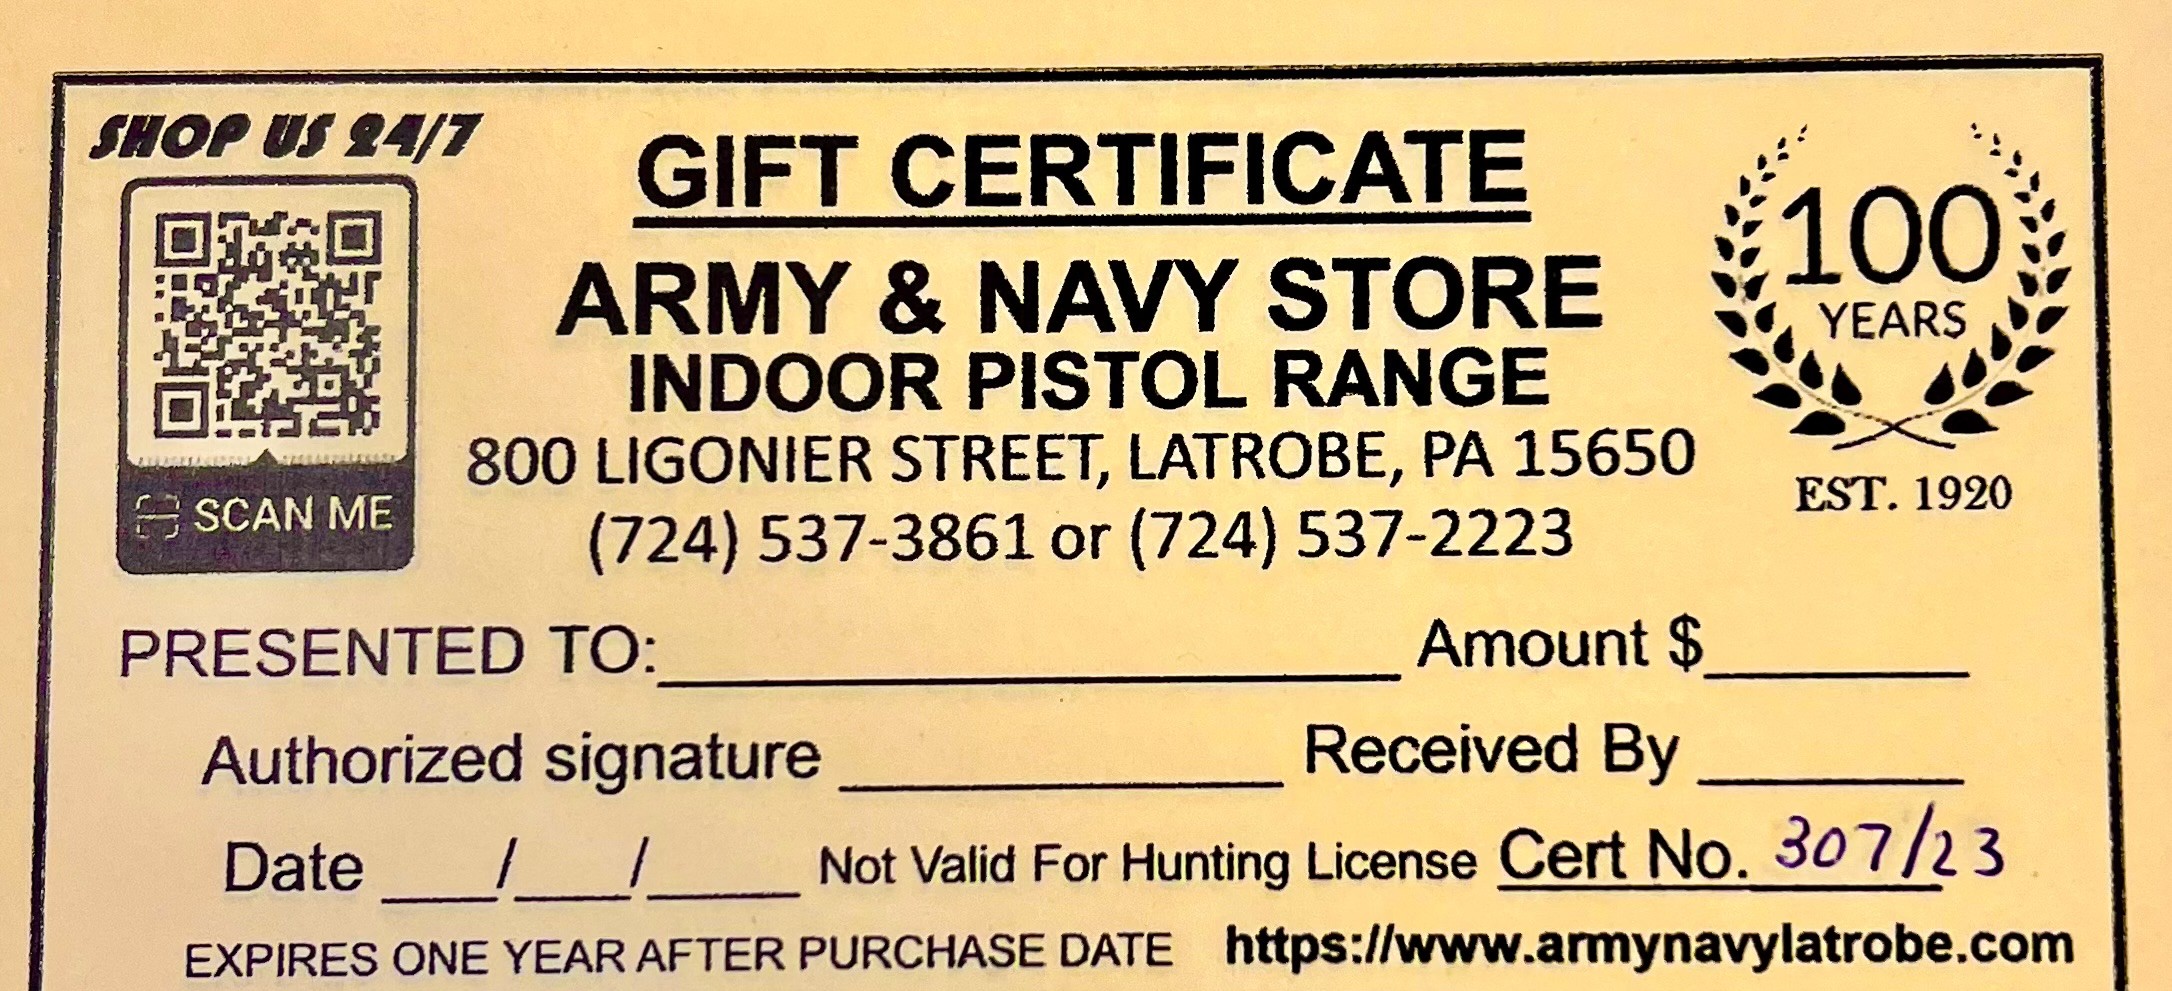 SHOP US 24/7
SCAN ME
GIFT CERTIFICATE
ARMY & NAVY STORE
INDOOR PISTOL RANGE
800 LIGONIER STREET, LATROBE, PA 15650
(724) 537-3861 or (724) 537-2223
100
YEARS
EST. 1920
PRESENTED TO: Amount $
Authorized signature Received By
Date / / Not Valid For Hunting License Cert No. 307/23
EXPIRES ONE YEAR AFTER PURCHASE DATE https://www.armynavylatrobe.com